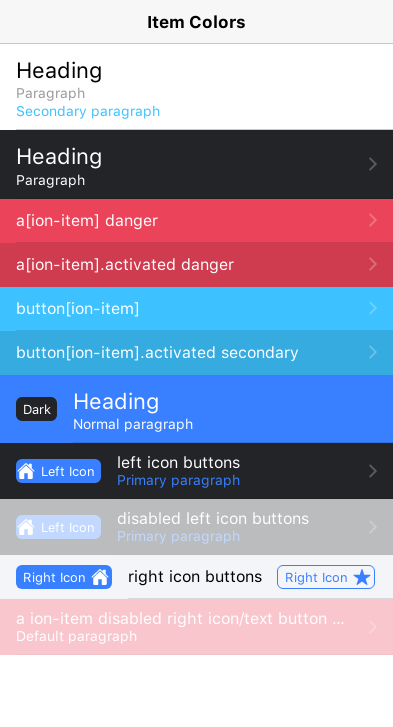 Item Colors
Heading
Paragraph
Secondary paragraph
Heading
Paragraph
a[ion-item] danger
a[ion-item].activated danger
button[ion-item]
button[ion-item].activated secondary
Dark
Heading
Normal paragraph
Left Icon
left icon buttons
Primary paragraph
Left Icon
disabled left icon buttons
Primary paragraph
Right Icon
right icon buttons
Right Icon
a ion-item disabled right icon/text button ...
Default paragraph